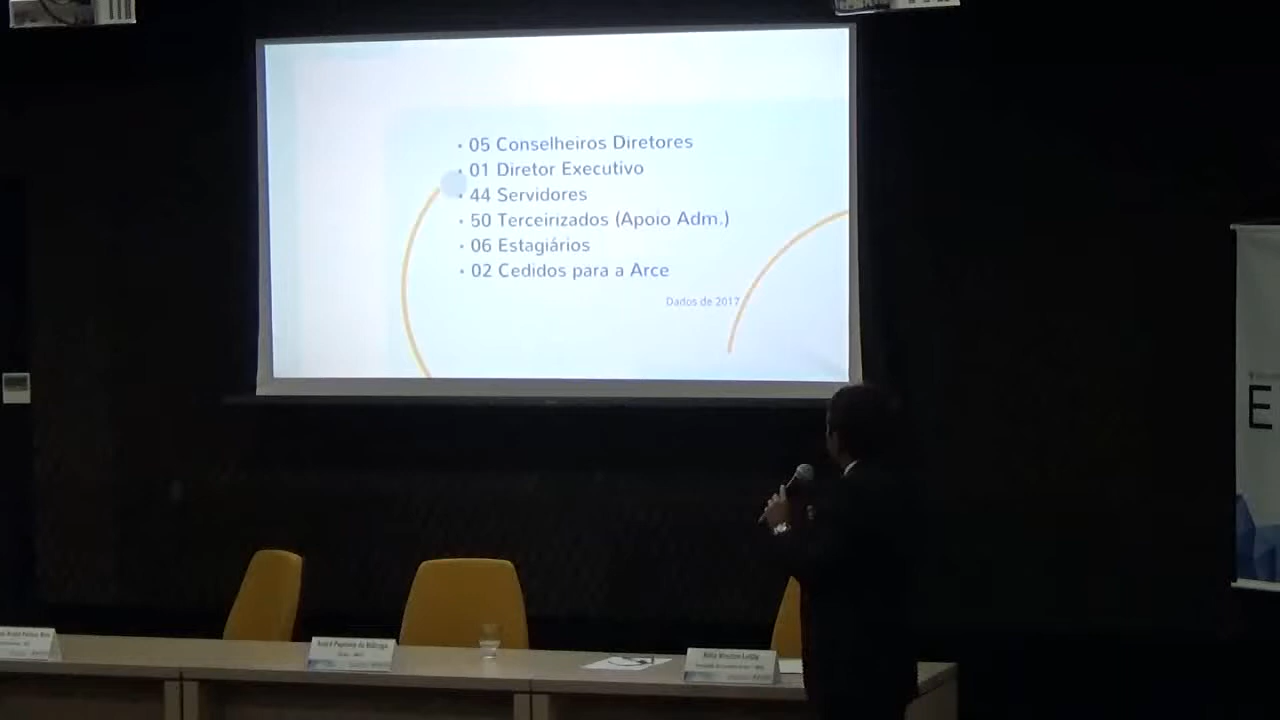 • 05 Conselheiros Diretores
• 01 Diretor Executivo
• 44 Servidores
• 50 Terceirizados (Apoio Adm.)
• 06 Estagiários
• 02 Cedidos para a Arce
Dados de 2017
E